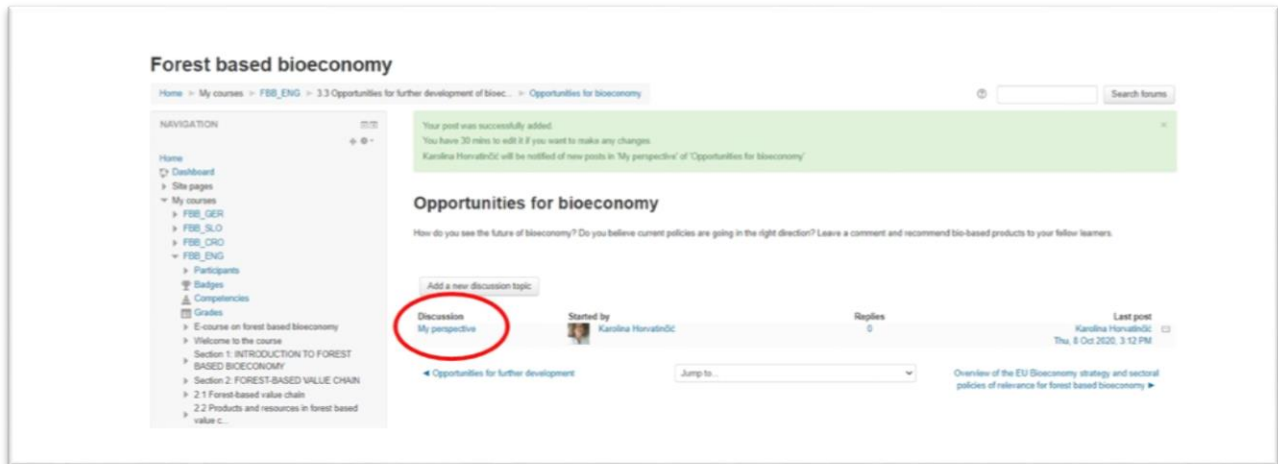 Forest based bioeconomy
Home ► My courses ► FBB_ENG ► 3.3 Opportunities for further development of bioec... ► Opportunities for bioeconomy
Search forums
NAVIGATION
Home
Dashboard
Site pages
My courses
FBB_GER
FBB_SLO
FBB_CRO
FBB_ENG
Participants
Badges
Competencies
Grades
E-course on forest based bioeconomy
Welcome to the course
Section 1: INTRODUCTION TO FOREST
BASED BIOECONOMY
Section 2: FOREST-BASED VALUE CHAIN
2.1 Forest-based value chain
2.2 Products and resources in forest based
value c...
Your post was successfully added.
You have 30 mins to edit it if you want to make any changes.
Karolina Horvatinčić will be notified of new posts in 'My perspective' of 'Opportunities for bioeconomy'
×
Opportunities for bioeconomy
How do you see the future of bioeconomy? Do you believe current policies are going in the right direction? Leave a comment and recommend bio-based products to your fellow learners.
Add a new discussion topic
Discussion Started by Replies Last post
My perspective Karolina Horvatinčić 0 Karolina Horvatinčić
Thu, 8 Oct 2020, 3:12 PM
◄ Opportunities for further development
Jump to...
Overview of the EU Bioeconomy strategy and sectoral
policies of relevance for forest based bioeconomy ►